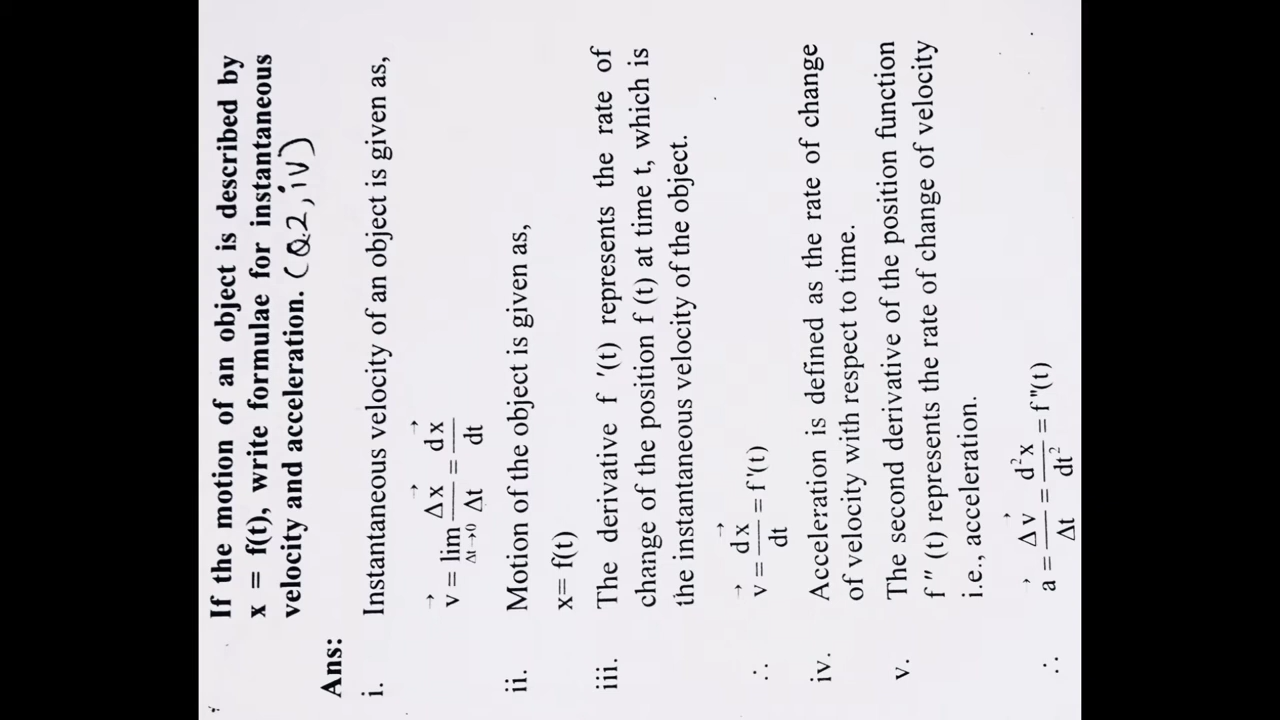 If the motion of an object is described by
x = f(t), write formulae for instantaneous
velocity and acceleration. (Q.2, iv)
Ans:
i. Instantaneous velocity of an object is given as,
v⃗ = lim Δt→0 Δx⃗/Δt = dx⃗/dt
ii. Motion of the object is given as,
x= f(t)
iii. The derivative f '(t) represents the rate of
change of the position f (t) at time t, which is
the instantaneous velocity of the object.
∴ v⃗ = dx⃗/dt = f '(t)
iv. Acceleration is defined as the rate of change
of velocity with respect to time.
v. The second derivative of the position function
f " (t) represents the rate of change of velocity
i.e., acceleration.
∴ a⃗ = Δv⃗/Δt = d²x/dt² = f "(t)